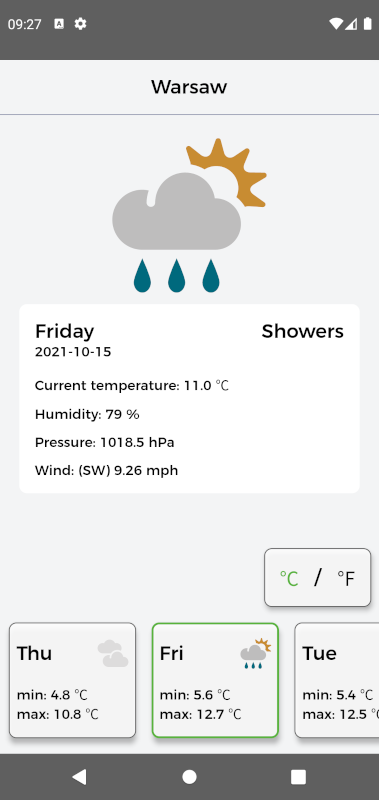 09:27 A
Warsaw
Friday Showers
2021-10-15
Current temperature: 11.0 °C
Humidity: 79 %
Pressure: 1018.5 hPa
Wind: (SW) 9.26 mph
°C / °F
Thu Fri Tue
min: 4.8 °C min: 5.6 °C min: 5.4 °C
max: 10.8 °C max: 12.7 °C max: 12.5 °C